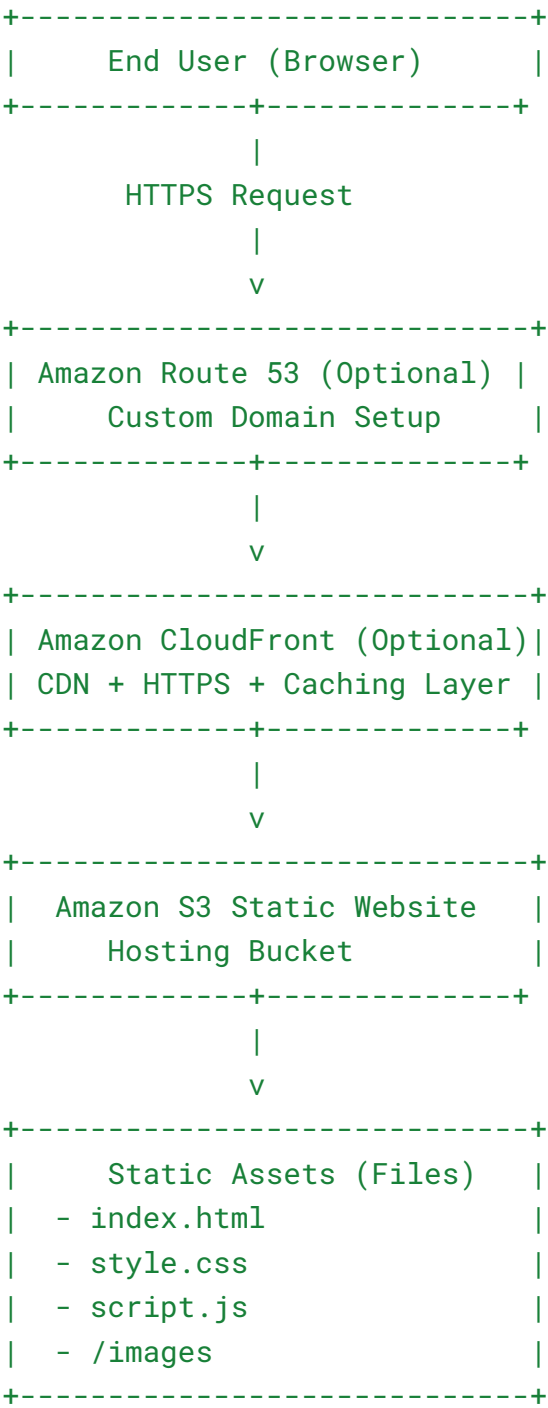 +-----------------------------+
|     End User (Browser)      |
+-------------+--------------+
              |
       HTTPS Request
              |
              v
+-----------------------------+
| Amazon Route 53 (Optional) |
|     Custom Domain Setup     |
+-------------+--------------+
              |
              v
+-----------------------------+
| Amazon CloudFront (Optional)|
| CDN + HTTPS + Caching Layer |
+-------------+--------------+
              |
              v
+-----------------------------+
|  Amazon S3 Static Website   |
|     Hosting Bucket          |
+-------------+--------------+
              |
              v
+-----------------------------+
|     Static Assets (Files)   |
|  - index.html               |
|  - style.css                |
|  - script.js                |
|  - /images                  |
+-----------------------------+